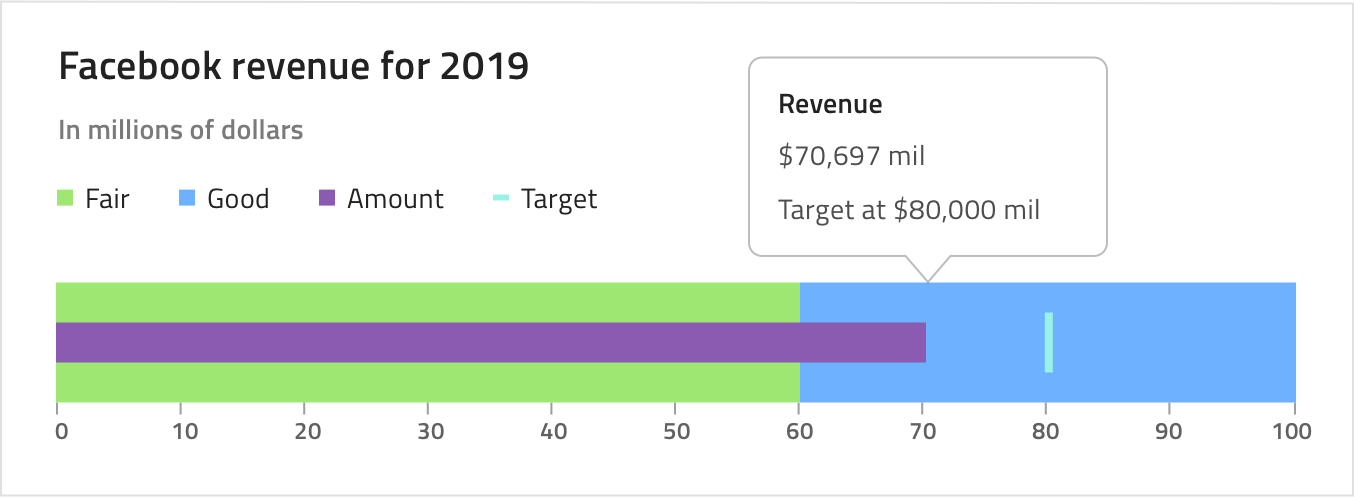 Facebook revenue for 2019
In millions of dollars
Fair Good Amount Target
Revenue
$70,697 mil
Target at $80,000 mil
0 10 20 30 40 50 60 70 80 90 100